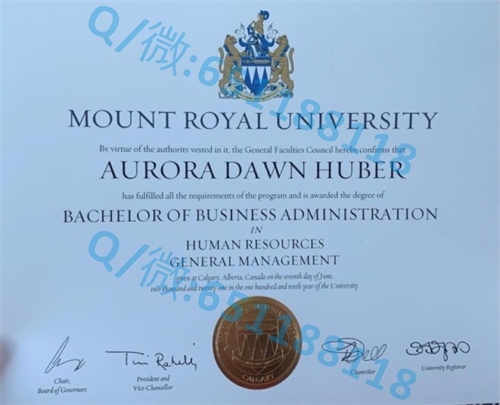 MOUNT ROYAL UNIVERSITY
By virtue of the authority vested in it, the General Faculties Council hereby confirms that
AURORA DAWN HUBER
has fulfilled all the requirements of the program and is awarded the degree of
BACHELOR OF BUSINESS ADMINISTRATION
IN
HUMAN RESOURCES
GENERAL MANAGEMENT
given at Calgary, Alberta, Canada on the seventh day of June,
two thousand and twenty-one in the one hundred and tenth year of the University.
CALGARY
Chair,
Board of Governors
President and
Vice-Chancellor
Chancellor
University Registrar
Q/微:651188118
Q/微:651188118